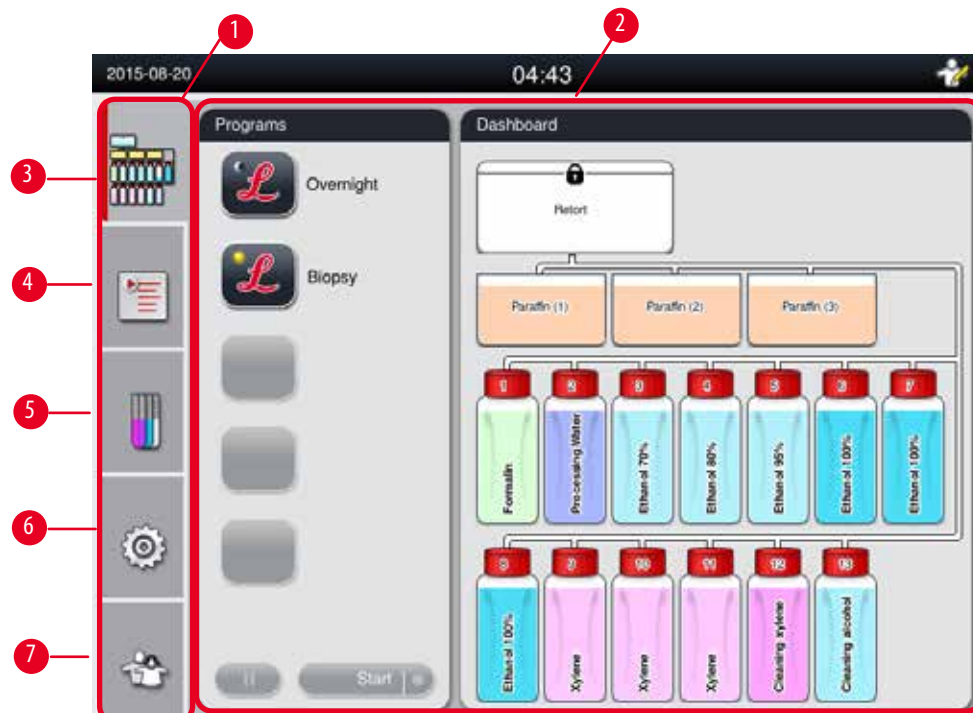 1
2
2015-08-20
04:43
Programs
Dashboard
3
Overnight
Retort
4
Biopsy
Paraffin (1)
Paraffin (2)
Paraffin (3)
5
1
2
3
4
5
6
7
Formalin
Processing Water
Ethanol 70%
Ethanol 80%
Ethanol 95%
Ethanol 100%
Ethanol 100%
6
8
9
10
11
12
13
Ethanol 100%
Xylene
Xylene
Xylene
Cleaning xylene
Cleaning alcohol
7
Start